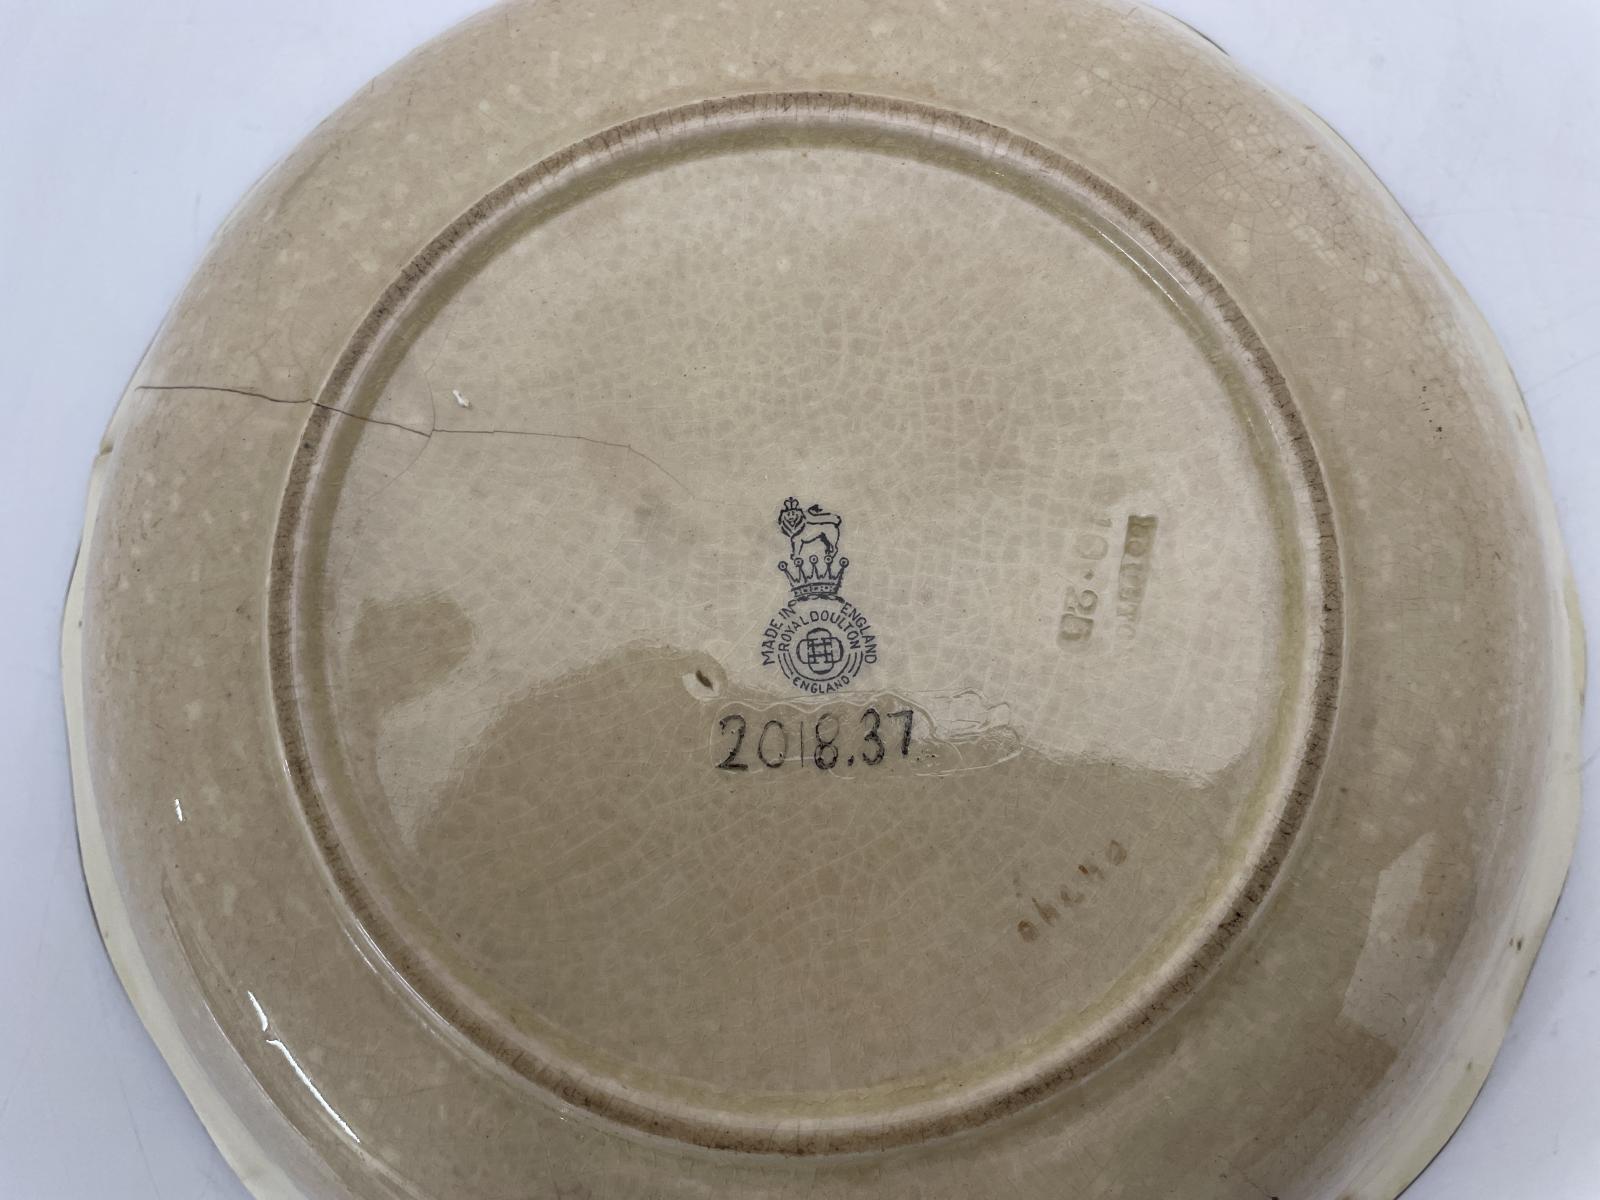 MADE IN ENGLAND
ROYAL DOULTON
ENGLAND
2018.37
10·25